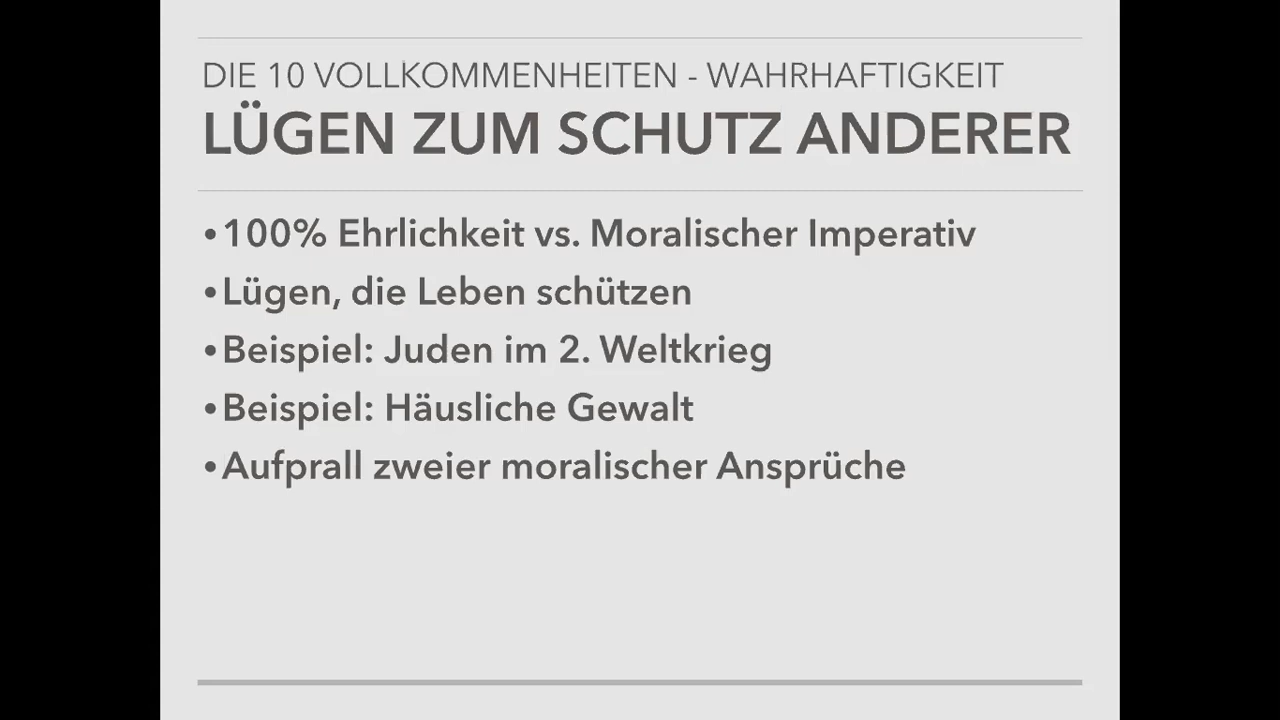 DIE 10 VOLLKOMMENHEITEN - WAHRHAFTIGKEIT
LÜGEN ZUM SCHUTZ ANDERER
•100% Ehrlichkeit vs. Moralischer Imperativ
•Lügen, die Leben schützen
•Beispiel: Juden im 2. Weltkrieg
•Beispiel: Häusliche Gewalt
•Aufprall zweier moralischer Ansprüche